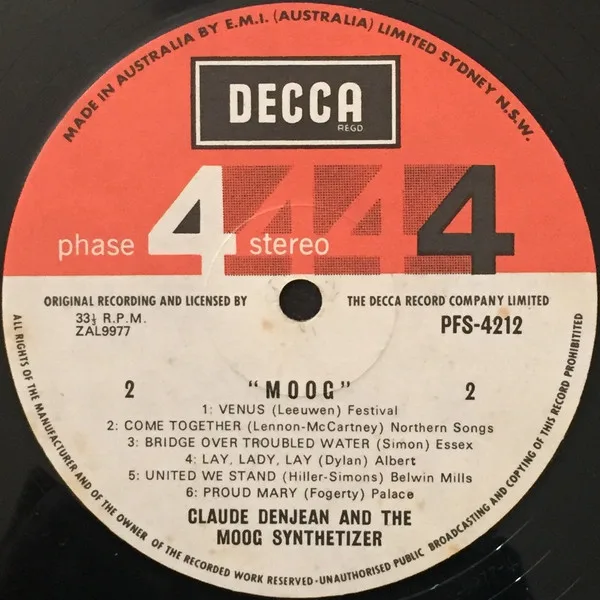 MADE IN AUSTRALIA BY E.M.I. (AUSTRALIA) LIMITED SYDNEY N.S.W.
DECCA
REGD
phase 4 stereo 4 4 4
ORIGINAL RECORDING AND LICENSED BY THE DECCA RECORD COMPANY LIMITED
33⅓ R.P.M.
ZAL9977
PFS-4212
2 "MOOG" 2
1: VENUS (Leeuwen) Festival
2: COME TOGETHER (Lennon-McCartney) Northern Songs
3: BRIDGE OVER TROUBLED WATER (Simon) Essex
4: LAY, LADY, LAY (Dylan) Albert
5: UNITED WE STAND (Hiller-Simons) Belwin Mills
6: PROUD MARY (Fogerty) Palace
CLAUDE DENJEAN AND THE
MOOG SYNTHETIZER
ALL RIGHTS OF THE MANUFACTURER AND OF THE OWNER OF THE RECORDED WORK RESERVED-UNAUTHORISED PUBLIC BROADCASTING AND COPYING OF THIS RECORD PROHIBITITED